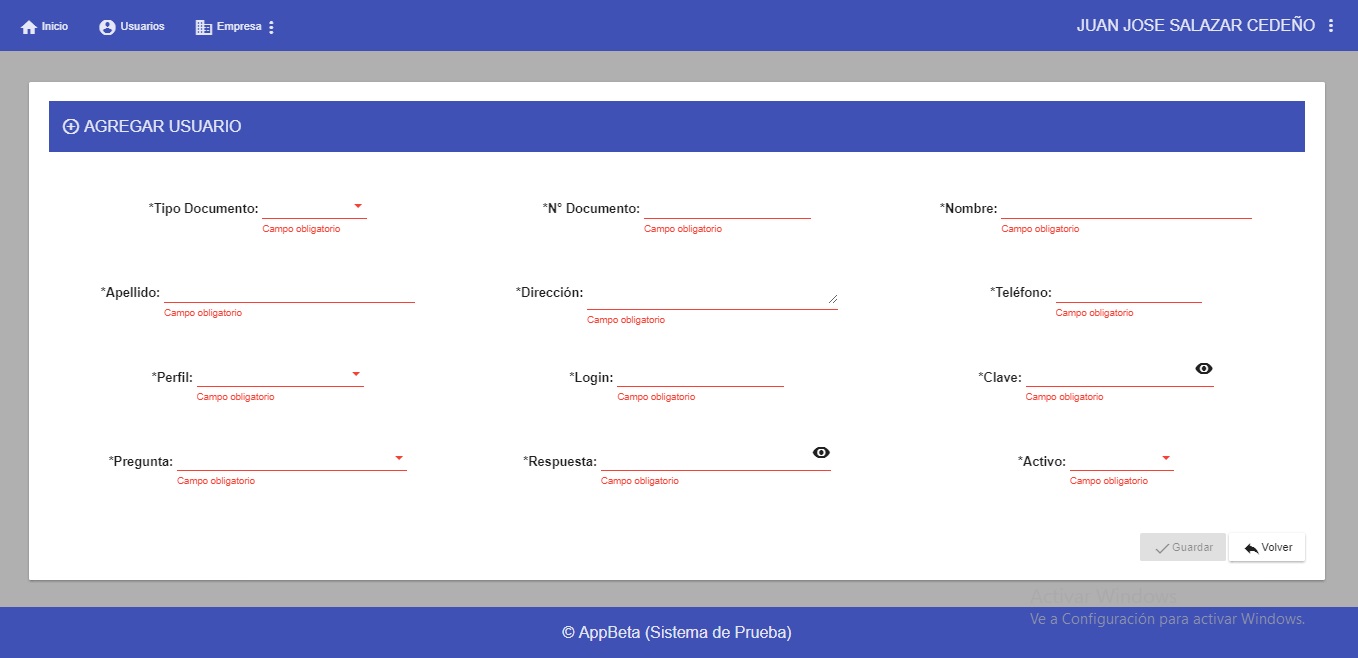 Inicio Usuarios Empresa JUAN JOSE SALAZAR CEDEÑO
AGREGAR USUARIO
*Tipo Documento: *N° Documento: *Nombre:
Campo obligatorio Campo obligatorio Campo obligatorio
*Apellido: *Dirección: *Teléfono:
Campo obligatorio Campo obligatorio Campo obligatorio
*Perfil: *Login: *Clave:
Campo obligatorio Campo obligatorio Campo obligatorio
*Pregunta: *Respuesta: *Activo:
Campo obligatorio Campo obligatorio Campo obligatorio
Guardar Volver
Activar Windows
Ve a Configuración para activar Windows.
© AppBeta (Sistema de Prueba)